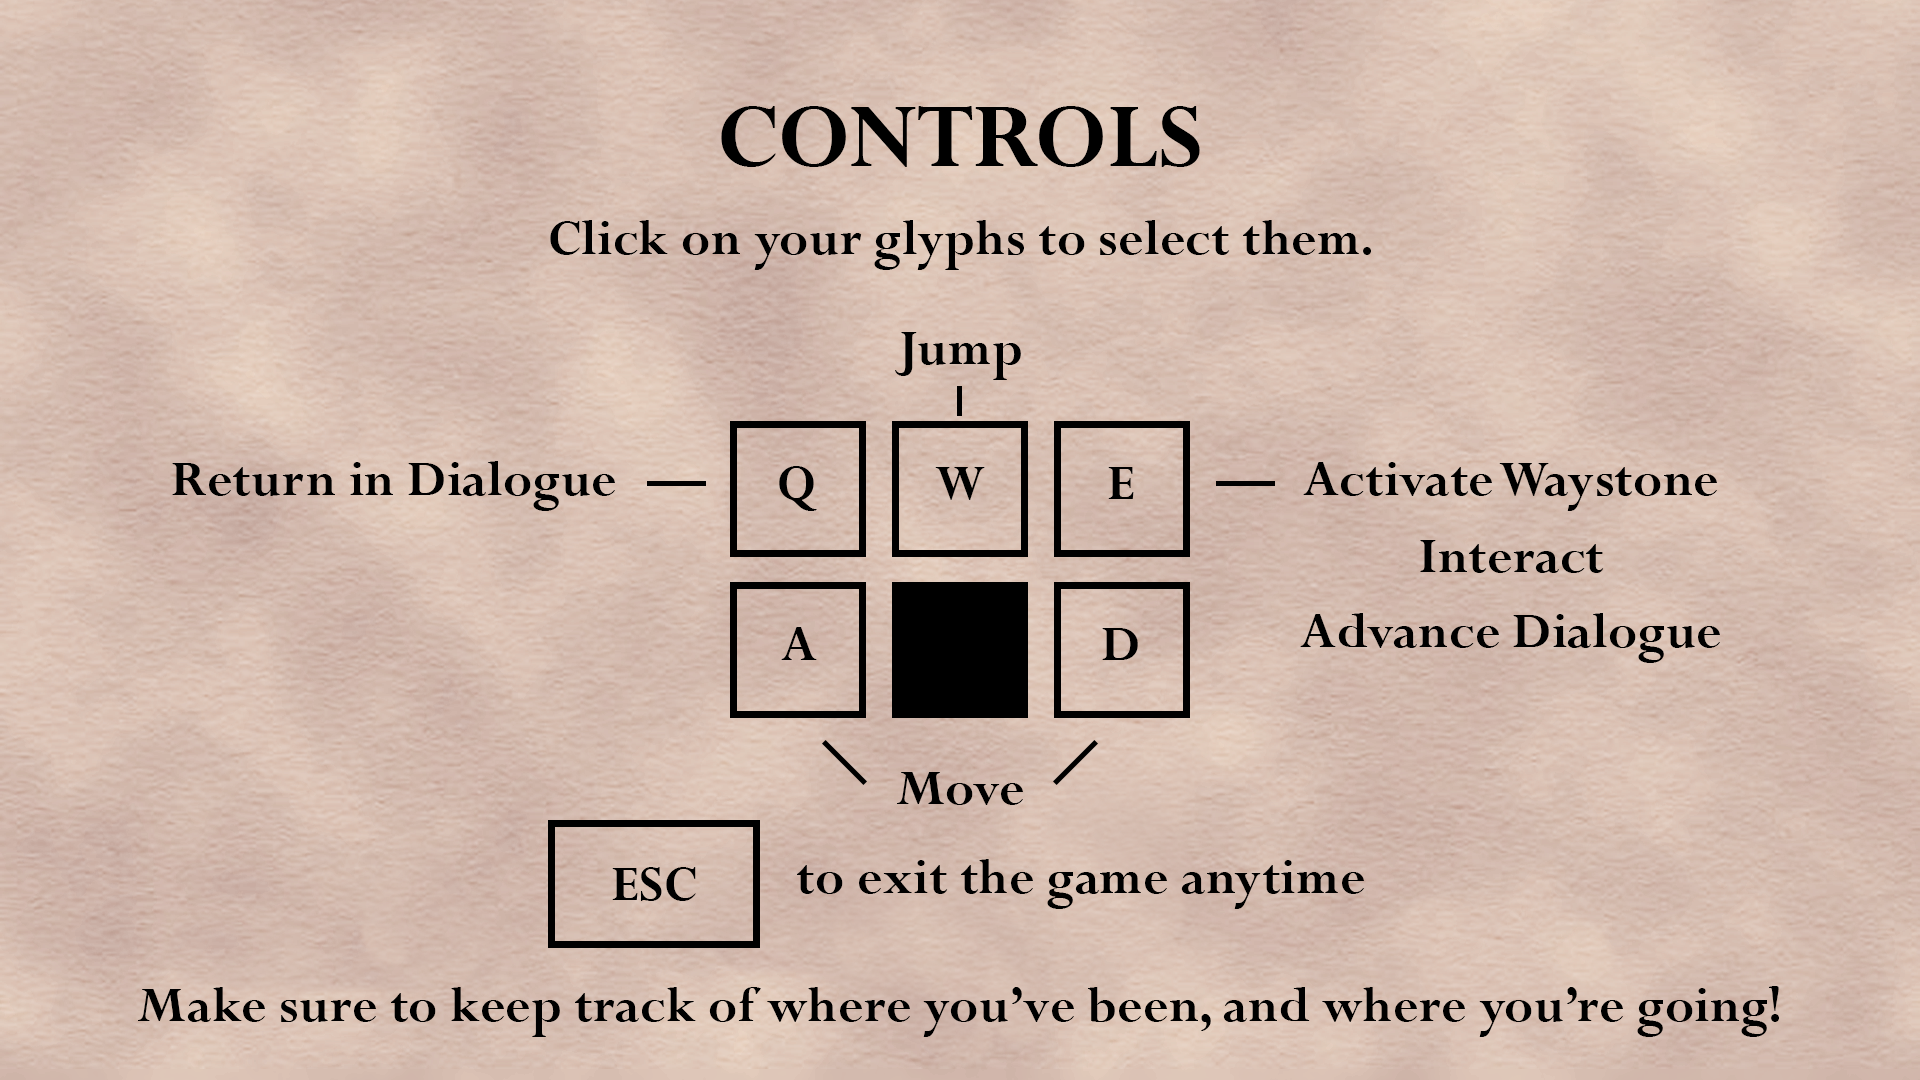 CONTROLS
Click on your glyphs to select them.
Jump
Return in Dialogue
Q
W
E
Activate Waystone
Interact
Advance Dialogue
A
D
Move
ESC
to exit the game anytime
Make sure to keep track of where you’ve been, and where you’re going!